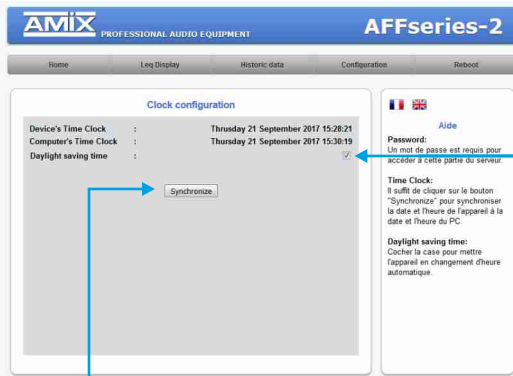 AMiX PROFESSIONAL AUDIO EQUIPMENT
AFFseries-2
Home Leq Display Historic data Configuration Reboot
Clock configuration
Device's Time Clock : Thrusday 21 September 2017 15:28:21
Computer's Time Clock : Thrusday 21 September 2017 15:30:19
Daylight saving time :
Synchronize
Aide
Password:
Un mot de passe est requis pour
accéder à cette partie du serveur.
Time Clock:
Il suffit de cliquer sur le bouton
"Synchronize" pour synchroniser
la date et l'heure de l'appareil à la
date et l'heure du PC
Daylight saving time:
Cocher la case pour mettre
l'appareil en changement d'heure
automatique.